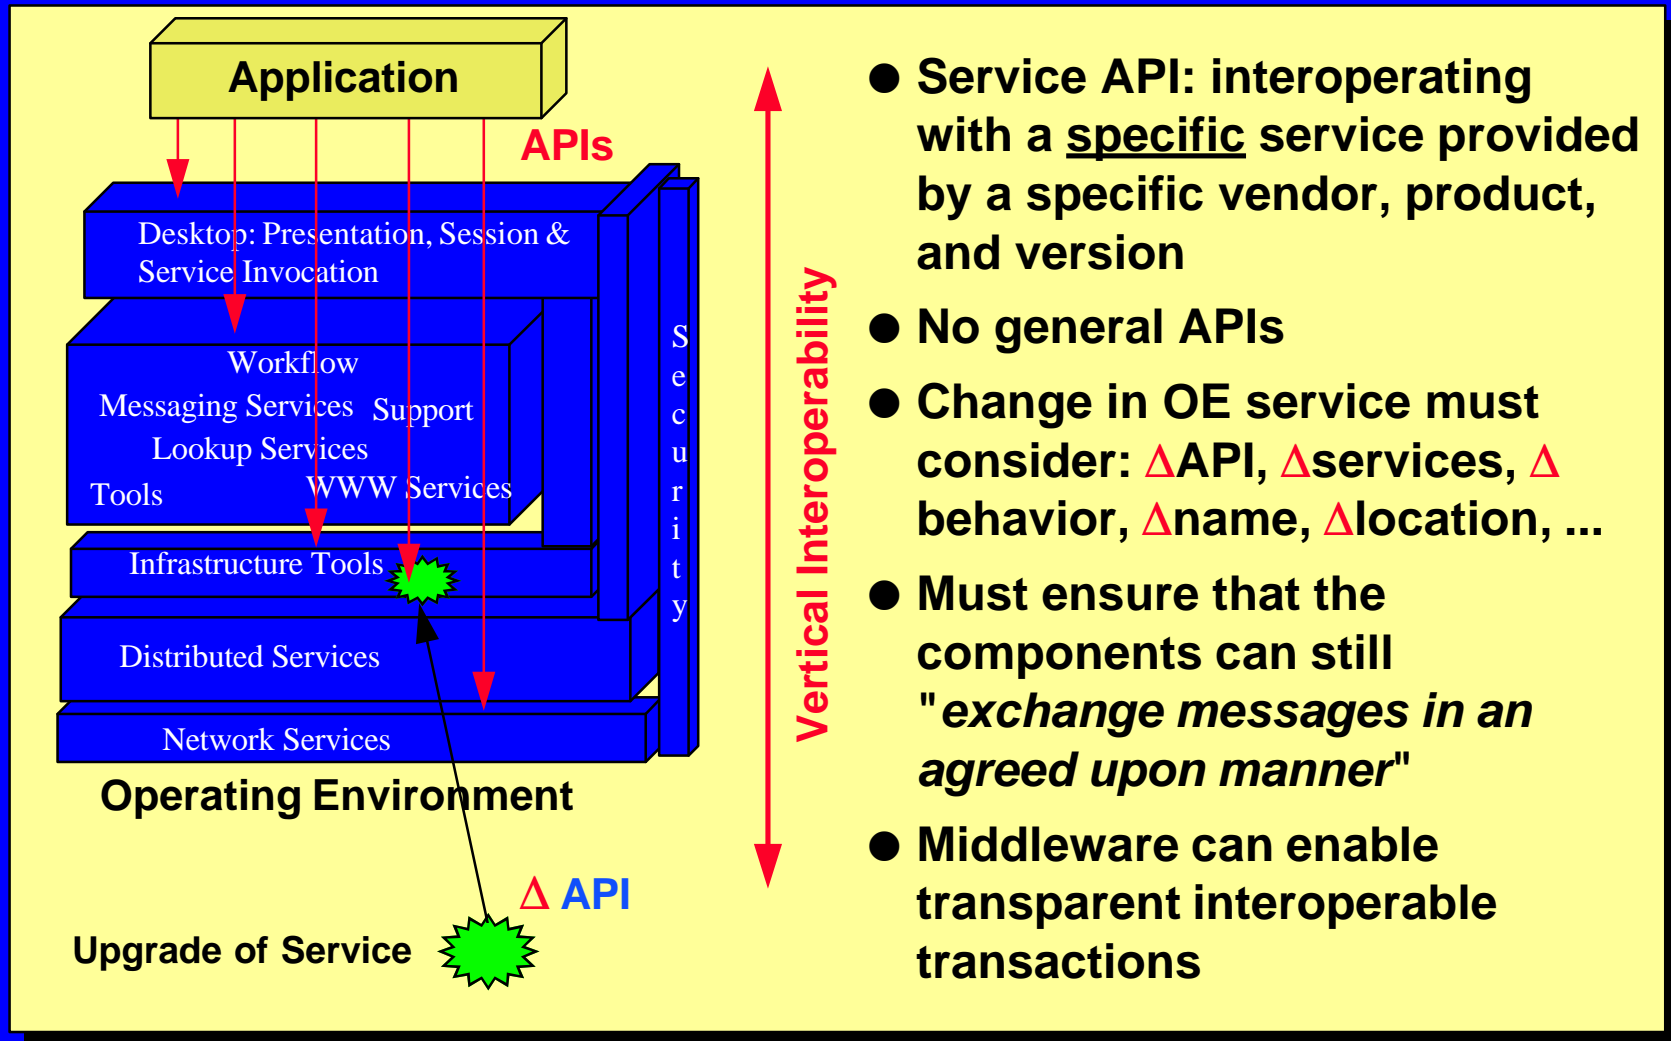 Application
APIs
Desktop: Presentation, Session &
Service Invocation
Workflow
Messaging Services Support
Lookup Services
Tools WWW Services
Infrastructure Tools
Distributed Services
Network Services
Security
Operating Environment
Δ API
Upgrade of Service
Vertical Interoperability
● Service API: interoperating
with a specific service provided
by a specific vendor, product,
and version
● No general APIs
● Change in OE service must
consider: ΔAPI, Δservices, Δ
behavior, Δname, Δlocation, ...
● Must ensure that the
components can still
"exchange messages in an
agreed upon manner"
● Middleware can enable
transparent interoperable
transactions